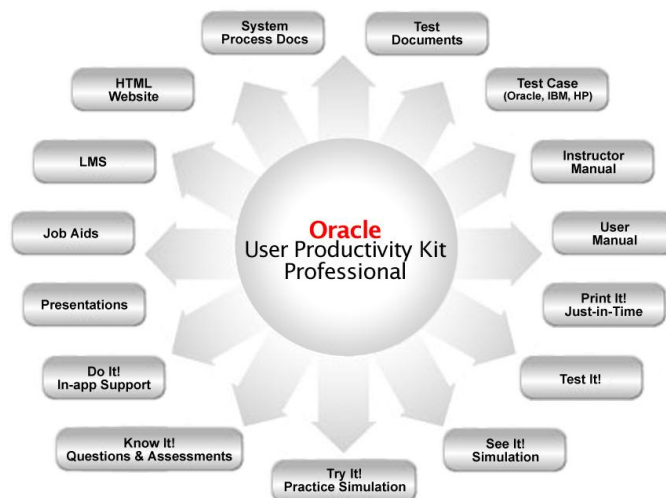 System
Process Docs
Test
Documents
HTML
Website
Test Case
(Oracle, IBM, HP)
LMS
Instructor
Manual
Oracle
User Productivity Kit
Professional
Job Aids
User
Manual
Presentations
Print It!
Just-in-Time
Do It!
In-app Support
Test It!
Know It!
Questions & Assessments
See It!
Simulation
Try It!
Practice Simulation